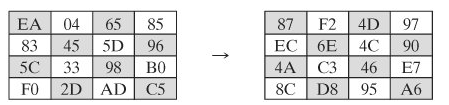 EA 04 65 85 87 F2 4D 97
83 45 5D 96 → EC 6E 4C 90
5C 33 98 B0 4A C3 46 E7
F0 2D AD C5 8C D8 95 A6